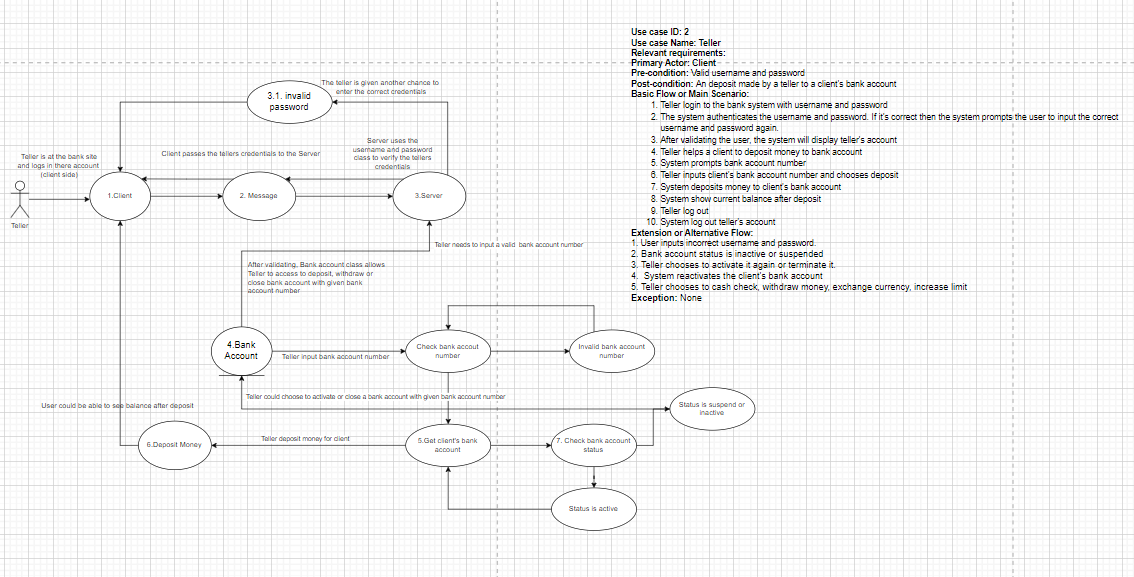 Use case ID: 2
Use case Name: Teller
Relevant requirements:
Primary Actor: Client
Pre-condition: Valid username and password
Post-condition: An deposit made by a teller to a client's bank account
Basic Flow or Main Scenario:
1. Teller login to the bank system with username and password
2. The system authenticates the username and password. If it's correct then the system prompts the user to input the correct
username and password again.
3. After validating the user, the system will display teller's account
4. Teller helps a client to deposit money to bank account
5. System prompts bank account number
6. Teller inputs client's bank account number and chooses deposit
7. System deposits money to client's bank account
8. System show current balance after deposit
9. Teller log out
10. System log out teller's account
Extension or Alternative Flow:
1. User inputs incorrect username and password.
2. Bank account status is inactive or suspended
3. Teller chooses to activate it again or terminate it.
4. System reactivates the client's bank account
5. Teller chooses to cash check, withdraw money, exchange currency, increase limit
Exception: None
The teller is given another chance to
enter the correct credentials
3.1. invalid
password
Server uses the
username and password
class to verify the tellers
credentials
Client passes the tellers credentials to the Server
Teller is at the bank site
and logs in there account
(client side)
Teller
1.Client
2. Message
3.Server
Teller needs to input a valid bank account number
After validating, Bank account class allows
Teller to access to deposit, withdraw or
close bank account with given bank
account number
4.Bank
Account
Teller input bank account number
Check bank accout
number
Invalid bank account
number
Teller could choose to activate or close a bank account with given bank account number
User could be able to see balance after deposit
Status is suspend or
inactive
6.Deposit Money
Teller deposit money for client
5.Get client's bank
account
7. Check bank account
status
Status is active